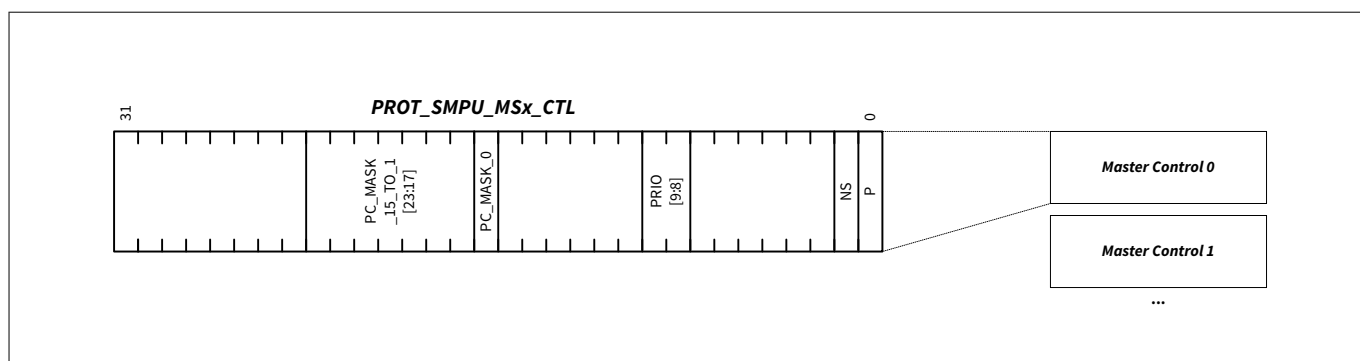 PROT_SMPU_MSx_CTL
31
0
PC_MASK
_15_TO_1
[23:17]
PC_MASK_0
PRIO
[9:8]
NS
P
Master Control 0
Master Control 1
...